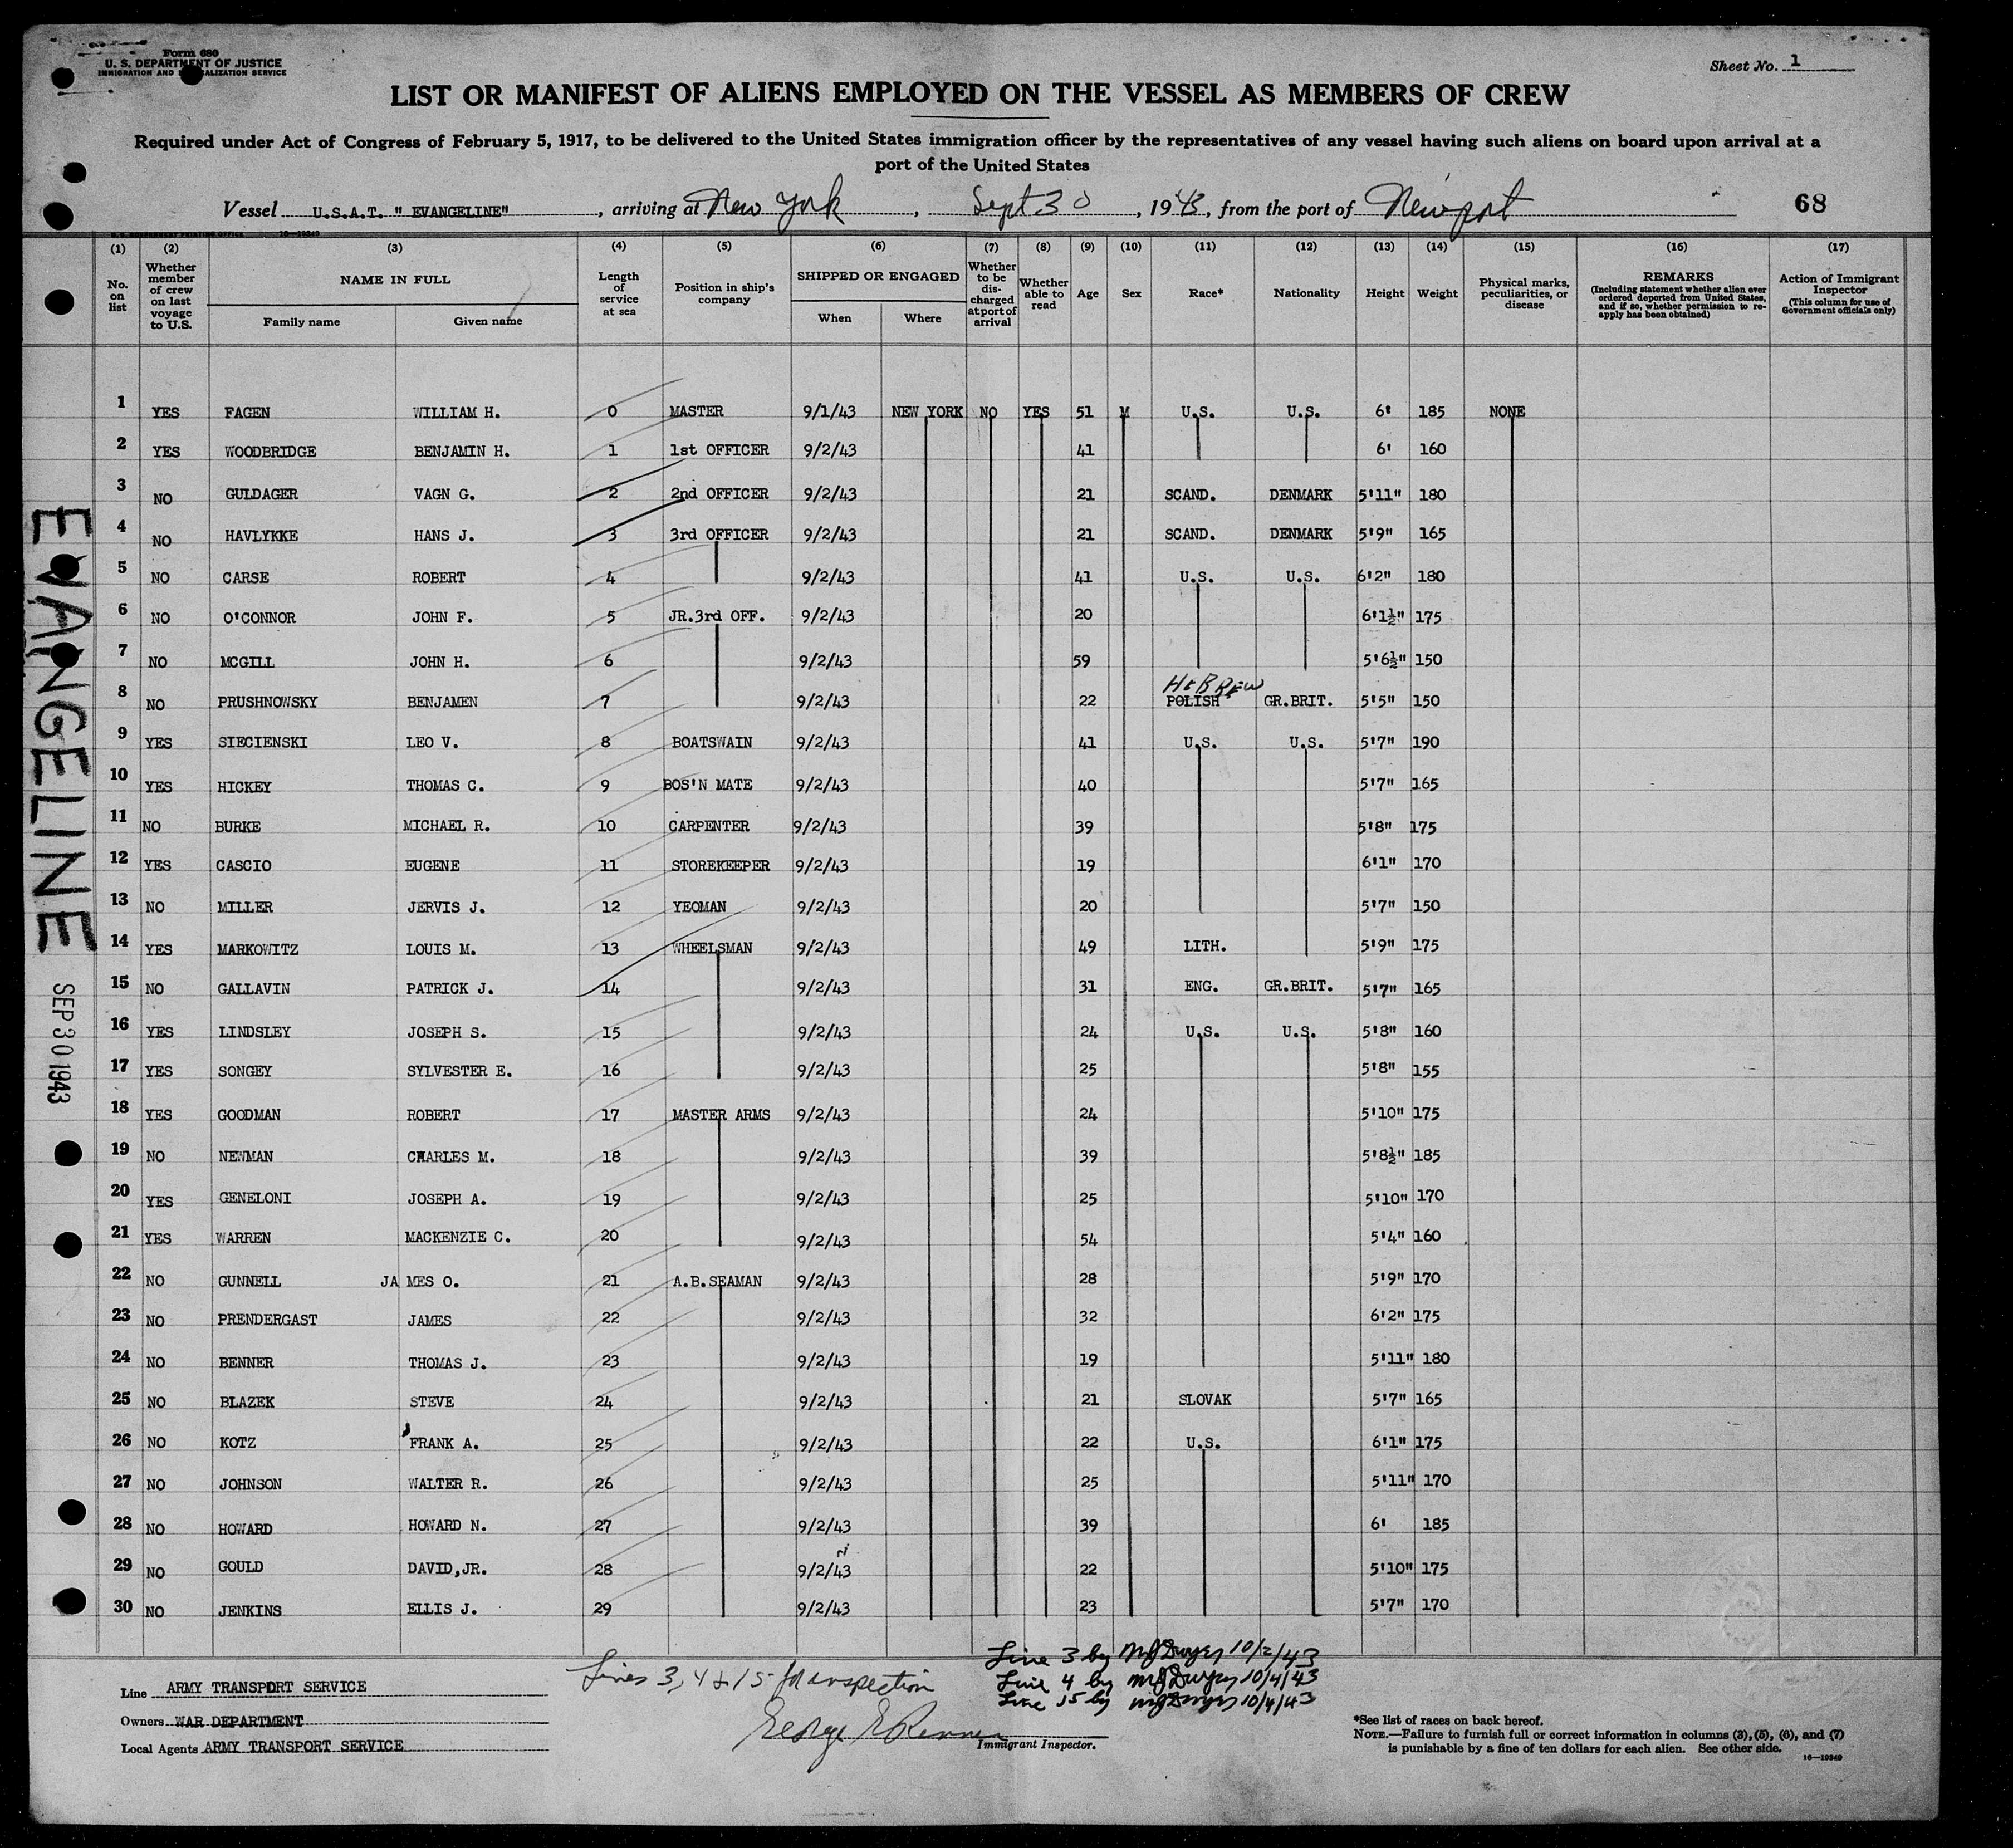 Form 680
U. S. DEPARTMENT OF JUSTICE
IMMIGRATION AND NATURALIZATION SERVICE
Sheet No. 1
LIST OR MANIFEST OF ALIENS EMPLOYED ON THE VESSEL AS MEMBERS OF CREW
Required under Act of Congress of February 5, 1917, to be delivered to the United States immigration officer by the representatives of any vessel having such aliens on board upon arrival at a
port of the United States
Vessel U.S.A.T. " EVANGELINE" , arriving at New York , Sept 30 , 1943, from the port of Newport 68
(1) (2) (3) (4) (5) (6) (7) (8) (9) (10) (11) (12) (13) (14) (15) (16) (17)
No. on list
Whether member of crew on last voyage to U.S.
NAME IN FULL
Family name Given name
Length of service at sea
Position in ship's company
SHIPPED OR ENGAGED
When Where
Whether to be discharged at port of arrival
Whether able to read
Age
Sex
Race*
Nationality
Height
Weight
Physical marks, peculiarities, or disease
REMARKS
(Including statement whether alien ever ordered deported from United States, and if so, whether permission to re-apply has been obtained)
Action of Immigrant Inspector
(This column for use of Government officials only)
1 YES FAGEN WILLIAM H. 0 MASTER 9/1/43 NEW YORK NO YES 51 M U.S. U.S. 6' 185 NONE
2 YES WOODBRIDGE BENJAMIN H. 1 1st OFFICER 9/2/43 41 6' 160
3 NO GULDAGER VAGN G. 2 2nd OFFICER 9/2/43 21 SCAND. DENMARK 5'11" 180
4 NO HAVLYKKE HANS J. 3 3rd OFFICER 9/2/43 21 SCAND. DENMARK 5'9" 165
5 NO CARSE ROBERT 4 9/2/43 41 U.S. U.S. 6'2" 180
6 NO O'CONNOR JOHN F. 5 JR.3rd OFF. 9/2/43 20 6'1½" 175
7 NO MCGILL JOHN H. 6 9/2/43 59 5'6½" 150
HEBREW
8 NO PRUSHNOWSKY BENJAMEN 7 9/2/43 22 POLISH GR.BRIT. 5'5" 150
9 YES SIECIENSKI LEO V. 8 BOATSWAIN 9/2/43 41 U.S. U.S. 5'7" 190
10 YES HICKEY THOMAS C. 9 BOS'N MATE 9/2/43 40 5'7" 165
11 NO BURKE MICHAEL R. 10 CARPENTER 9/2/43 39 5'8" 175
12 YES CASCIO EUGENE 11 STOREKEEPER 9/2/43 19 6'1" 170
13 NO MILLER JERVIS J. 12 YEOMAN 9/2/43 20 5'7" 150
14 YES MARKOWITZ LOUIS M. 13 WHEELSMAN 9/2/43 49 LITH. 5'9" 175
15 NO GALLAVIN PATRICK J. 14 9/2/43 31 ENG. GR.BRIT. 5'7" 165
16 YES LINDSLEY JOSEPH S. 15 9/2/43 24 U.S. U.S. 5'8" 160
17 YES SONGEY SYLVESTER E. 16 9/2/43 25 5'8" 155
18 YES GOODMAN ROBERT 17 MASTER ARMS 9/2/43 24 5'10" 175
19 NO NEWMAN CHARLES M. 18 9/2/43 39 5'8½" 185
20 YES GENELONI JOSEPH A. 19 9/2/43 25 5'10" 170
21 YES WARREN MACKENZIE C. 20 9/2/43 54 5'4" 160
22 NO GUNNELL JA MES O. 21 A.B.SEAMAN 9/2/43 28 5'9" 170
23 NO PRENDERGAST JAMES 22 9/2/43 32 6'2" 175
24 NO BENNER THOMAS J. 23 9/2/43 19 5'11" 180
25 NO BLAZEK STEVE 24 9/2/43 21 SLOVAK 5'7" 165
26 NO KOTZ FRANK A. 25 9/2/43 22 U.S. 6'1" 175
27 NO JOHNSON WALTER R. 26 9/2/43 25 5'11" 170
28 NO HOWARD HOWARD N. 27 9/2/43 39 6' 185
29 NO GOULD DAVID,JR. 28 9/2/43 22 5'10" 175
30 NO JENKINS ELLIS J. 29 9/2/43 23 5'7" 170
EVANGELINE
SEP 30 1943
Lines 3, 4 & 15 for inspection
Line 3 by MJ Dwyer 10/2/43
Line 4 by MJ Dwyer 10/4/43
Line 15 by MJ Dwyer 10/4/43
Line ARMY TRANSPORT SERVICE
Owners WAR DEPARTMENT
Local Agents ARMY TRANSPORT SERVICE
George E
Immigrant Inspector.
*See list of races on back hereof.
NOTE.—Failure to furnish full or correct information in columns (3), (5), (6), and (7)
is punishable by a fine of ten dollars for each alien. See other side.
16—19349